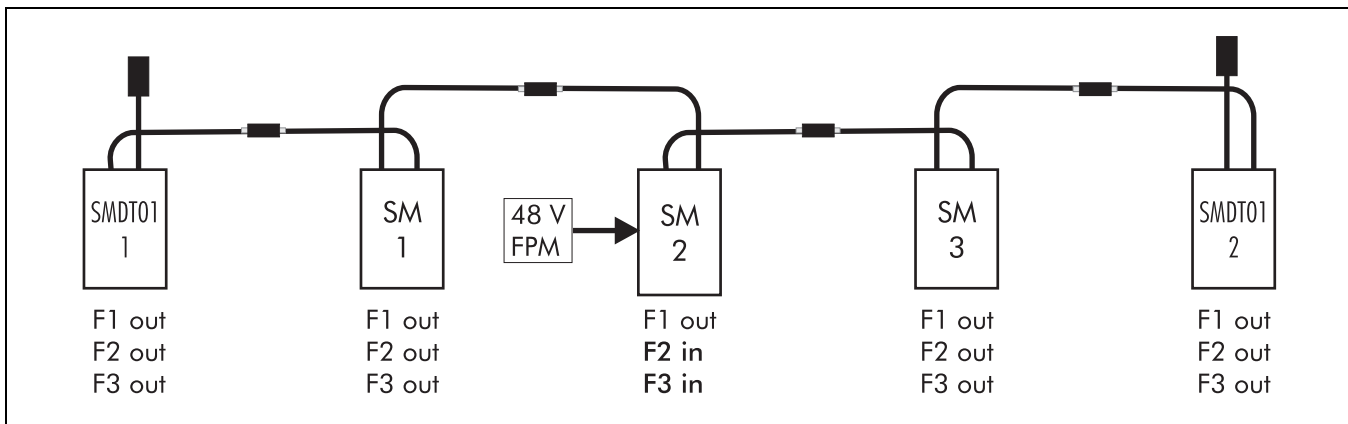 SMDT01
1
SM
1
48 V
FPM
SM
2
SM
3
SMDT01
2
F1 out
F2 out
F3 out
F1 out
F2 out
F3 out
F1 out
F2 in
F3 in
F1 out
F2 out
F3 out
F1 out
F2 out
F3 out